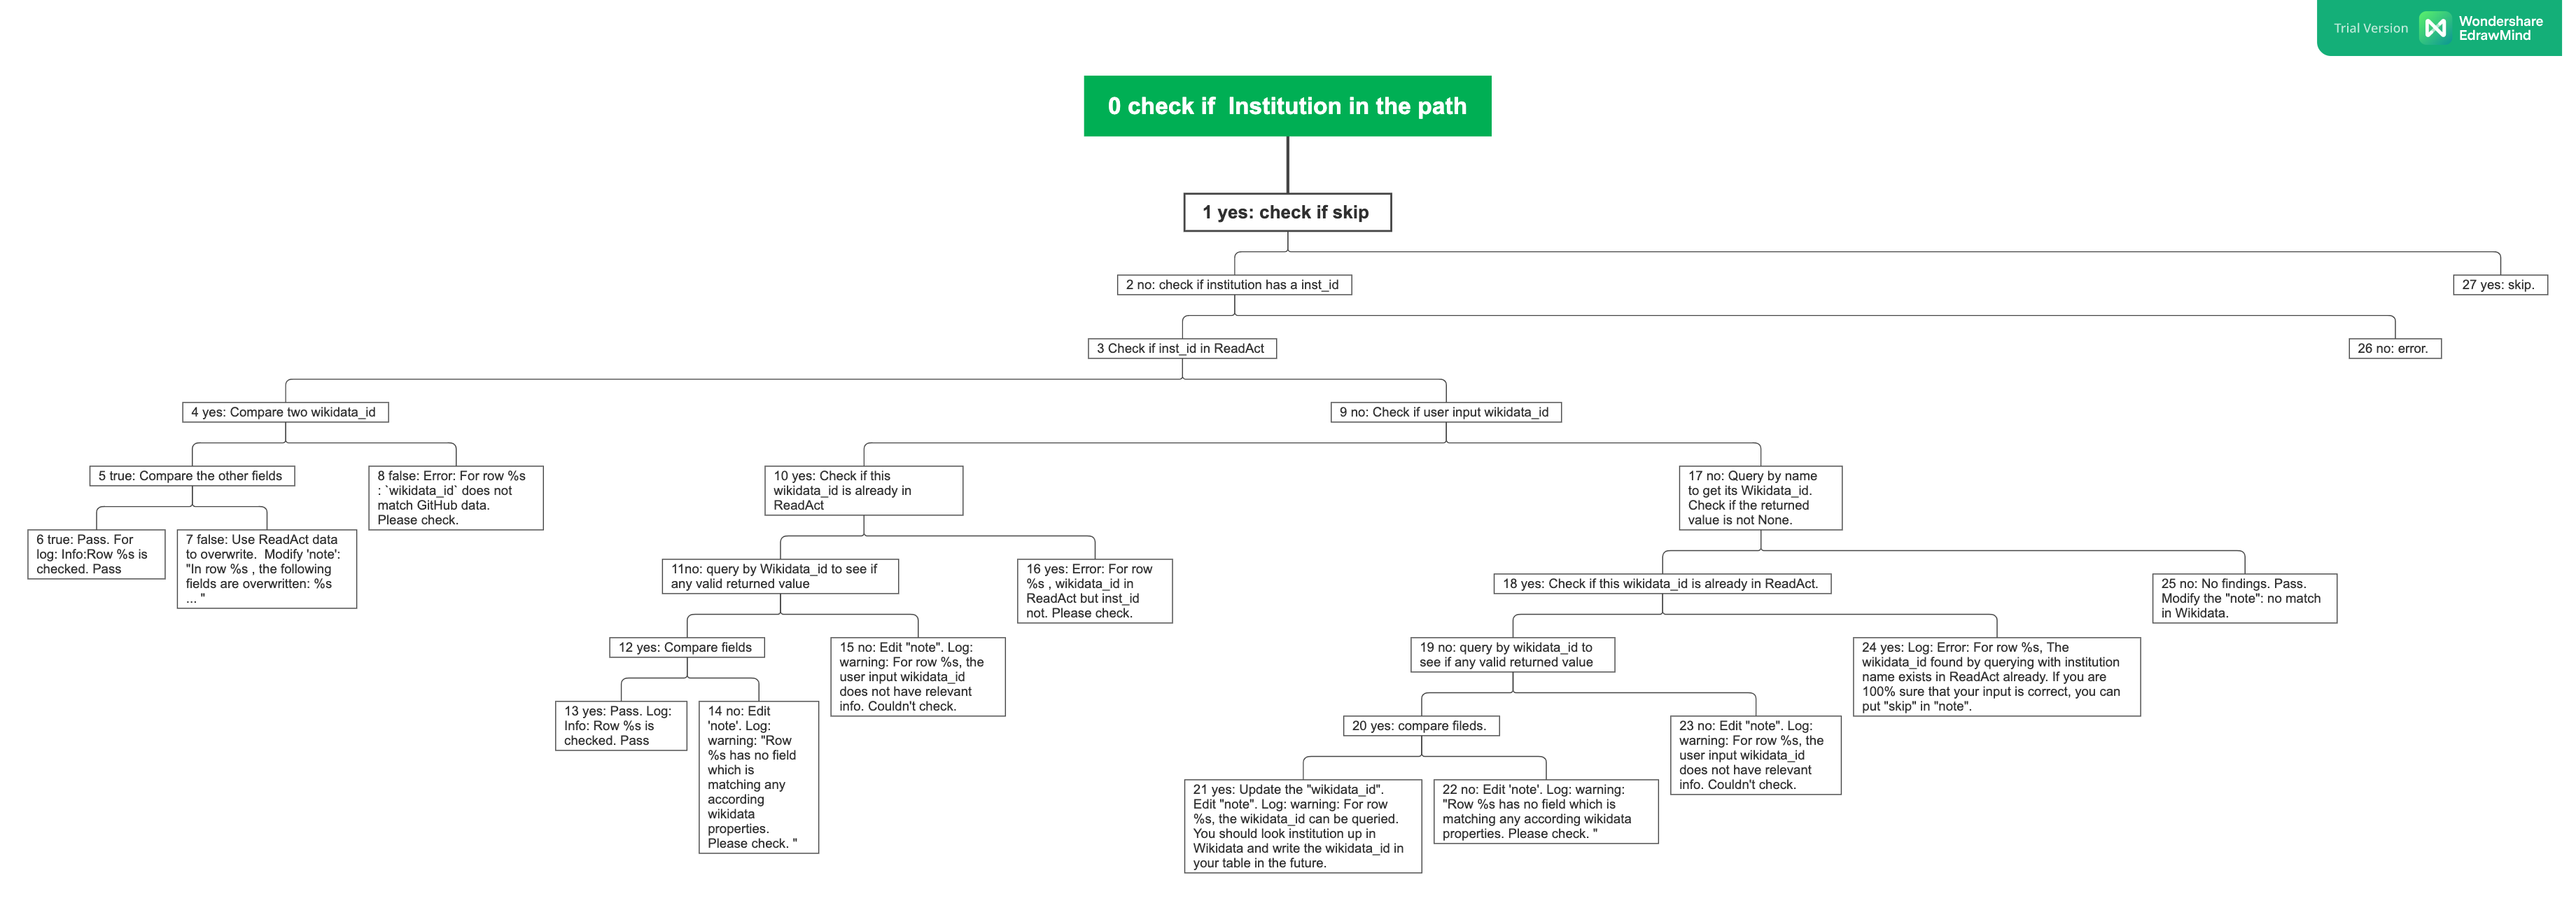 Trial Version
Wondershare
EdrawMind
0 check if  Institution in the path
1 yes: check if skip
2 no: check if institution has a inst_id
27 yes: skip.
3 Check if inst_id in ReadAct
26 no: error.
4 yes: Compare two wikidata_id
9 no: Check if user input wikidata_id
5 true: Compare the other fields
8 false: Error: For row %s
: `wikidata_id` does not
match GitHub data.
Please check.
10 yes: Check if this
wikidata_id is already in
ReadAct
17 no: Query by name
to get its Wikidata_id.
Check if the returned
value is not None.
6 true: Pass. For
log: Info:Row %s is
checked. Pass
7 false: Use ReadAct data
to overwrite.  Modify 'note':
"In row %s , the following
fields are overwritten: %s
... "
11no: query by Wikidata_id to see if
any valid returned value
16 yes: Error: For row
%s , wikidata_id in
ReadAct but inst_id
not. Please check.
18 yes: Check if this wikidata_id is already in ReadAct.
25 no: No findings. Pass.
Modify the "note": no match
in Wikidata.
12 yes: Compare fields
15 no: Edit "note". Log:
warning: For row %s, the
user input wikidata_id
does not have relevant
info. Couldn't check.
19 no: query by wikidata_id to
see if any valid returned value
24 yes: Log: Error: For row %s, The
wikidata_id found by querying with institution
name exists in ReadAct already. If you are
100% sure that your input is correct, you can
put "skip" in "note".
13 yes: Pass. Log:
Info: Row %s is
checked. Pass
14 no: Edit
'note'. Log:
warning: "Row
%s has no field
which is
matching any
according
wikidata
properties.
Please check. "
20 yes: compare fileds.
23 no: Edit "note". Log:
warning: For row %s, the
user input wikidata_id
does not have relevant
info. Couldn't check.
21 yes: Update the "wikidata_id".
Edit "note". Log: warning: For row
%s, the wikidata_id can be queried.
You should look institution up in
Wikidata and write the wikidata_id in
your table in the future.
22 no: Edit 'note'. Log: warning:
"Row %s has no field which is
matching any according wikidata
properties. Please check. "